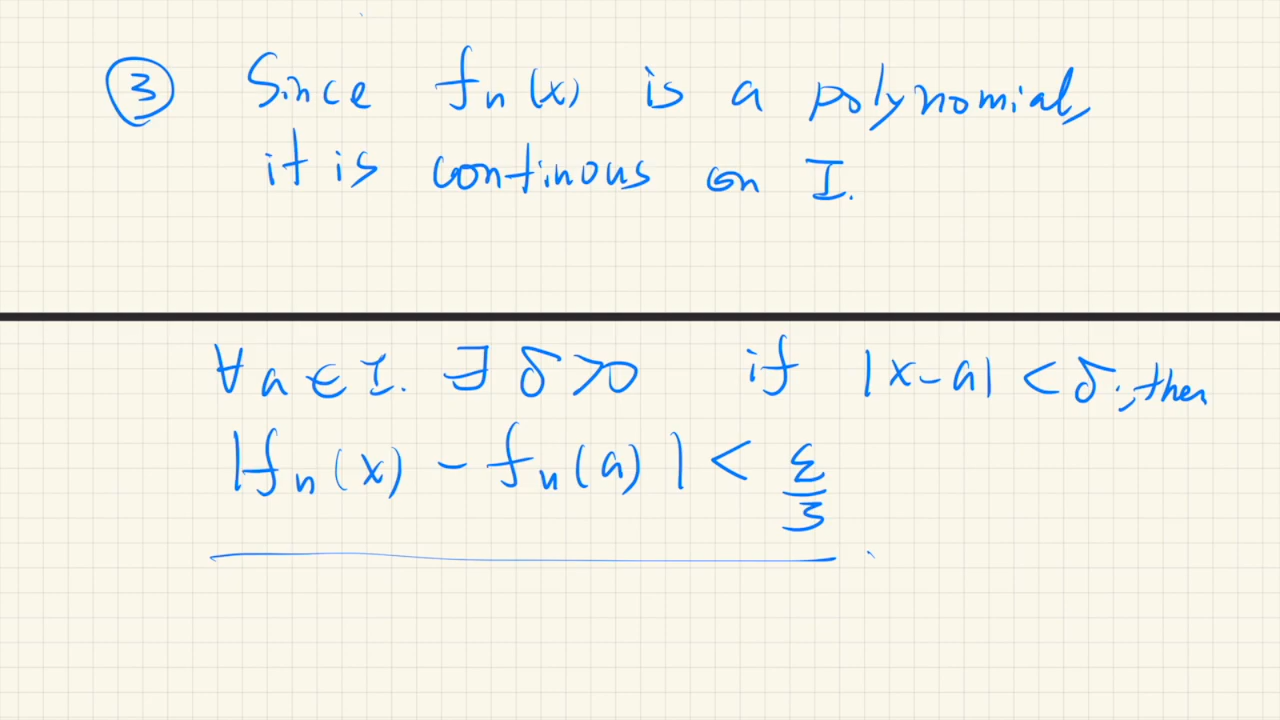 ③ Since fn(x) is a polynomial,
it is continous on I.
∀a ∈ I. ∃ δ>0 if |x-a| < δ, then
|fn(x) - fn(a)| < ε/3